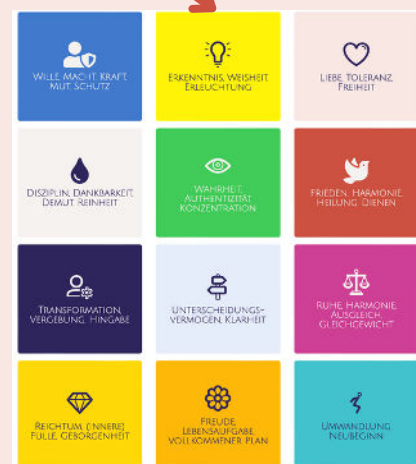 WILLE, MACHT, KRAFT,
MUT, SCHUTZ
ERKENNTNIS, WEISHEIT,
ERLEUCHTUNG
LIEBE, TOLERANZ,
FREIHEIT
DISZIPLIN, DANKBARKEIT,
DEMUT REINHEIT
WAHRHEIT,
AUTHENTIZITÄT,
KONZENTRATION
FRIEDEN, HARMONIE,
HEILUNG, DIENEN
TRANSFORMATION,
VERGEBUNG, HINGABE
UNTERSCHEIDUNGS-
VERMÖGEN, KLARHEIT
RUHE, HARMONIE,
AUSGLEICH,
GLEICHGEWICHT
REICHTUM, (INNERE)
FÜLLE, GEBORGENHEIT
FREUDE,
LEBENSAUFGABE,
VOLLKOMMENER PLAN
UMWANDLUNG,
NEUBEGINN